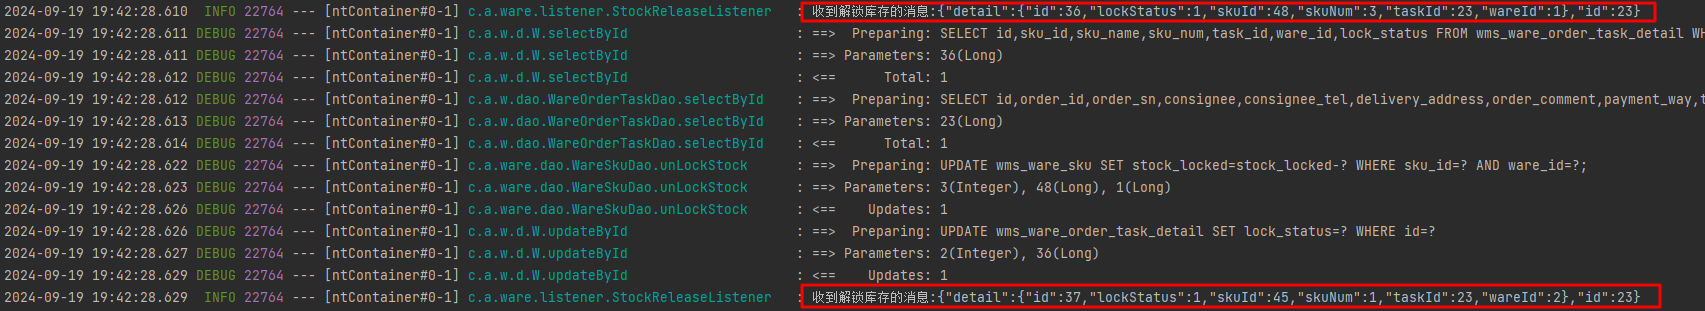 2024-09-19 19:42:28.610  INFO 22764 --- [ntContainer#0-1] c.a.ware.listener.StockReleaseListener   : 收到解锁库存的消息:{"detail":{"id":36,"lockStatus":1,"skuId":48,"skuNum":3,"taskId":23,"wareId":1},"id":23}
2024-09-19 19:42:28.611 DEBUG 22764 --- [ntContainer#0-1] c.a.w.d.W.selectById                     : ==>  Preparing: SELECT id,sku_id,sku_name,sku_num,task_id,ware_id,lock_status FROM wms_ware_order_task_detail WH
2024-09-19 19:42:28.611 DEBUG 22764 --- [ntContainer#0-1] c.a.w.d.W.selectById                     : ==> Parameters: 36(Long)
2024-09-19 19:42:28.612 DEBUG 22764 --- [ntContainer#0-1] c.a.w.d.W.selectById                     : <==      Total: 1
2024-09-19 19:42:28.612 DEBUG 22764 --- [ntContainer#0-1] c.a.w.dao.WareOrderTaskDao.selectById    : ==>  Preparing: SELECT id,order_id,order_sn,consignee,consignee_tel,delivery_address,order_comment,payment_way,t
2024-09-19 19:42:28.613 DEBUG 22764 --- [ntContainer#0-1] c.a.w.dao.WareOrderTaskDao.selectById    : ==> Parameters: 23(Long)
2024-09-19 19:42:28.614 DEBUG 22764 --- [ntContainer#0-1] c.a.w.dao.WareOrderTaskDao.selectById    : <==      Total: 1
2024-09-19 19:42:28.622 DEBUG 22764 --- [ntContainer#0-1] c.a.ware.dao.WareSkuDao.unLockStock      : ==>  Preparing: UPDATE wms_ware_sku SET stock_locked=stock_locked-? WHERE sku_id=? AND ware_id=?;
2024-09-19 19:42:28.623 DEBUG 22764 --- [ntContainer#0-1] c.a.ware.dao.WareSkuDao.unLockStock      : ==> Parameters: 3(Integer), 48(Long), 1(Long)
2024-09-19 19:42:28.626 DEBUG 22764 --- [ntContainer#0-1] c.a.ware.dao.WareSkuDao.unLockStock      : <==    Updates: 1
2024-09-19 19:42:28.626 DEBUG 22764 --- [ntContainer#0-1] c.a.w.d.W.updateById                     : ==>  Preparing: UPDATE wms_ware_order_task_detail SET lock_status=? WHERE id=?
2024-09-19 19:42:28.627 DEBUG 22764 --- [ntContainer#0-1] c.a.w.d.W.updateById                     : ==> Parameters: 2(Integer), 36(Long)
2024-09-19 19:42:28.629 DEBUG 22764 --- [ntContainer#0-1] c.a.w.d.W.updateById                     : <==    Updates: 1
2024-09-19 19:42:28.629  INFO 22764 --- [ntContainer#0-1] c.a.ware.listener.StockReleaseListener   : 收到解锁库存的消息:{"detail":{"id":37,"lockStatus":1,"skuId":45,"skuNum":1,"taskId":23,"wareId":2},"id":23}